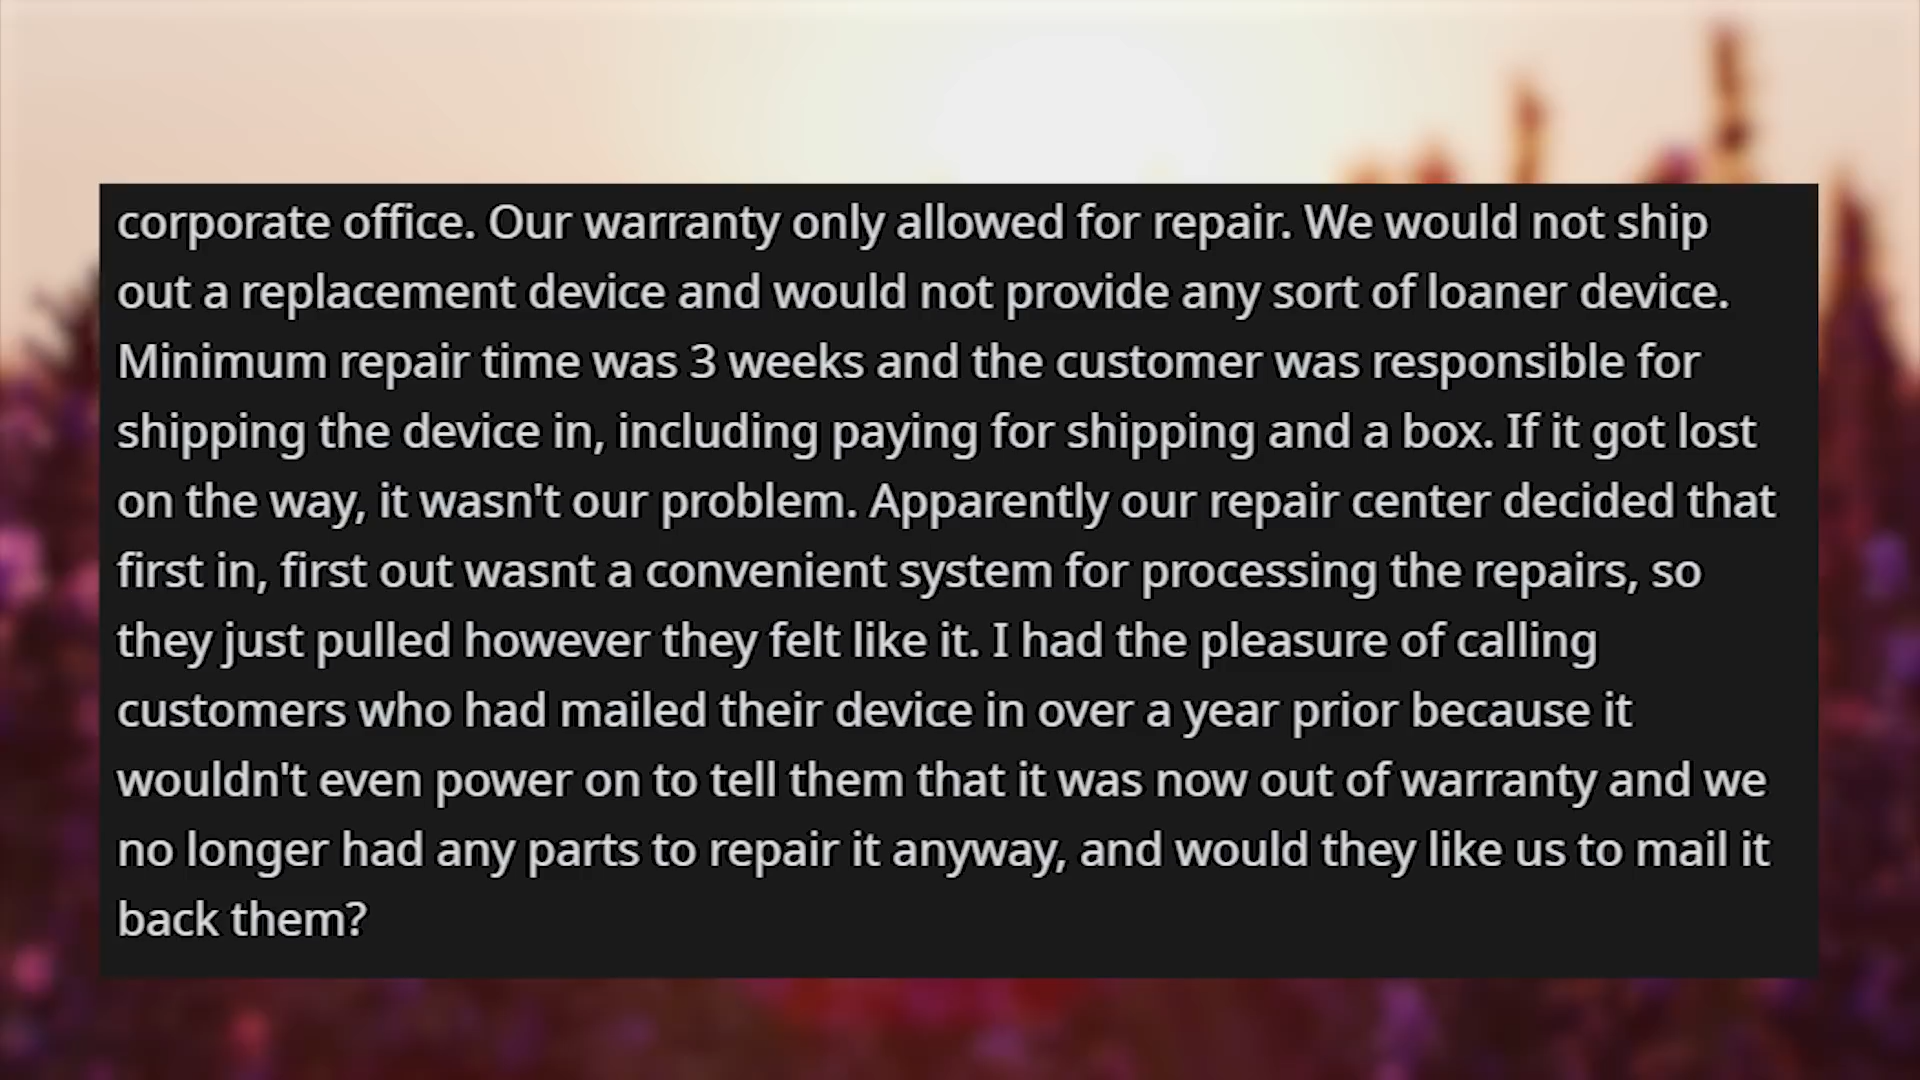 corporate office. Our warranty only allowed for repair. We would not ship
out a replacement device and would not provide any sort of loaner device.
Minimum repair time was 3 weeks and the customer was responsible for
shipping the device in, including paying for shipping and a box. If it got lost
on the way, it wasn't our problem. Apparently our repair center decided that
first in, first out wasnt a convenient system for processing the repairs, so
they just pulled however they felt like it. I had the pleasure of calling
customers who had mailed their device in over a year prior because it
wouldn't even power on to tell them that it was now out of warranty and we
no longer had any parts to repair it anyway, and would they like us to mail it
back them?